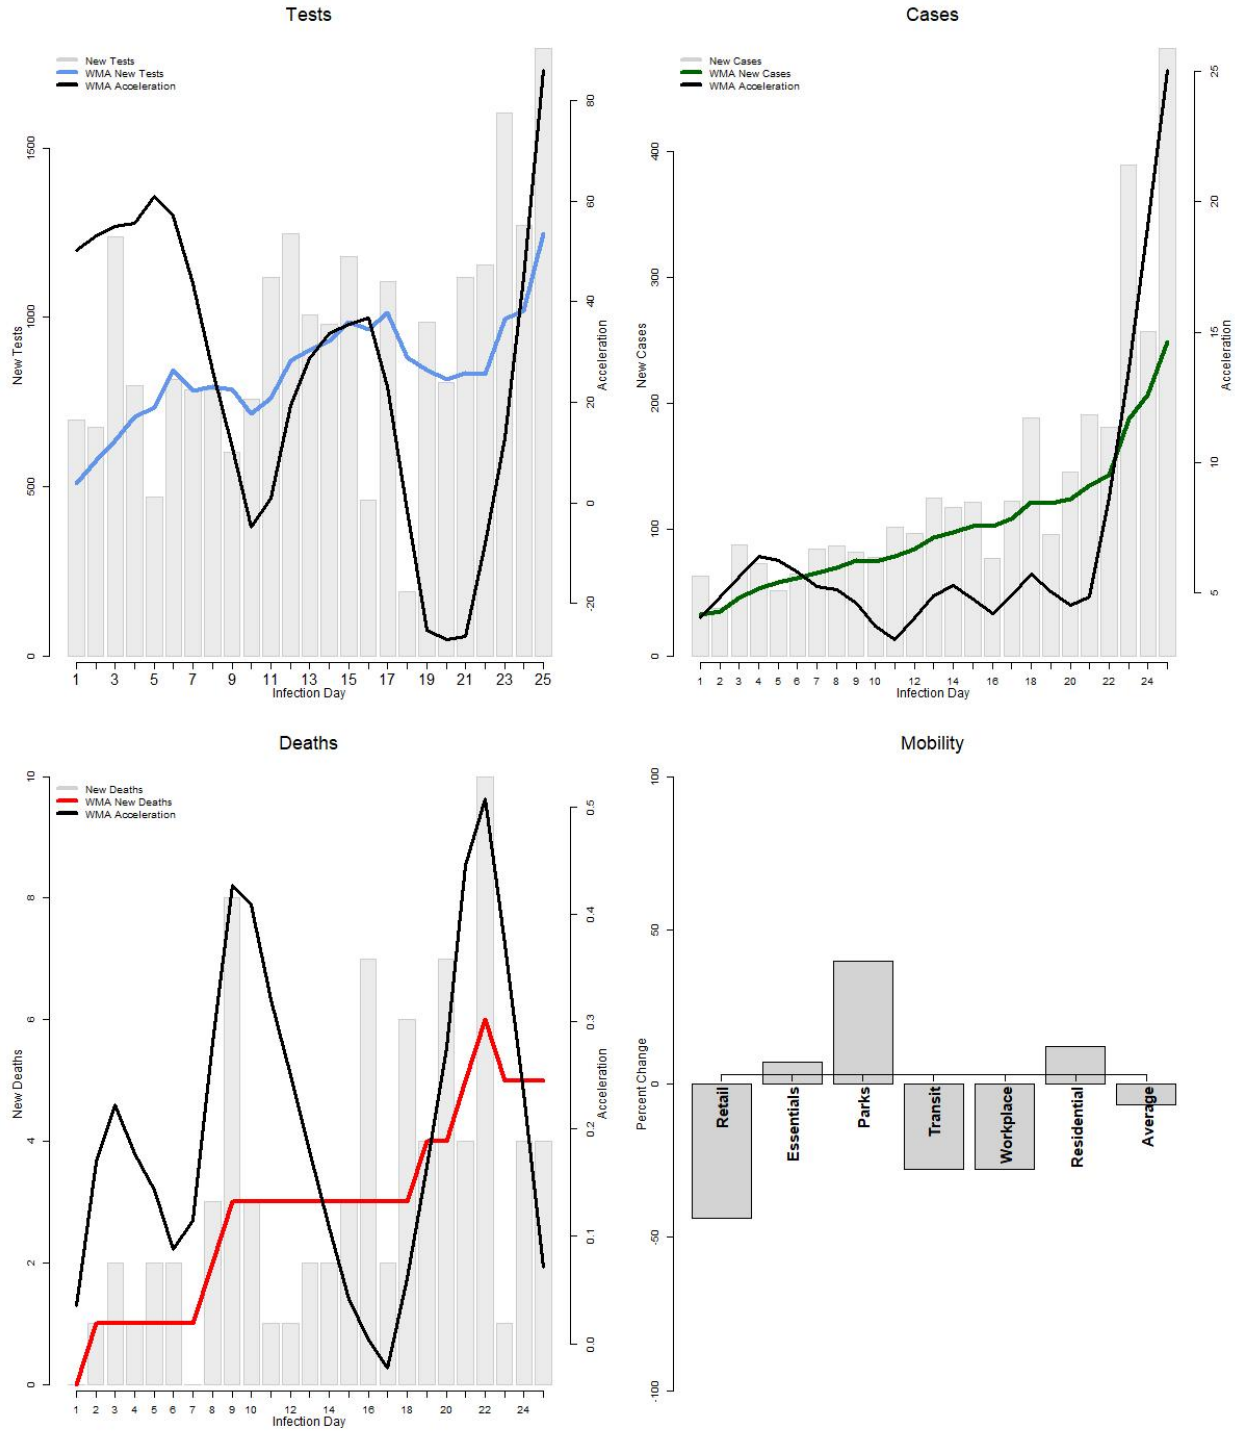 Tests
New Tests
WMA New Tests
WMA Acceleration
0 500 1000 1500
New Tests
-20 0 20 40 60 80
Acceleration
1 3 5 7 9 11 13 15 17 19 21 23 25
Infection Day
Cases
New Cases
WMA New Cases
WMA Acceleration
0 100 200 300 400
New Cases
5 10 15 20 25
Acceleration
1 2 3 4 5 6 7 8 9 10 12 14 16 18 20 22 24
Infection Day
Deaths
New Deaths
WMA New Deaths
WMA Acceleration
0 2 4 6 8 10
New Deaths
0.0 0.1 0.2 0.3 0.4 0.5
Acceleration
1 2 3 4 5 6 7 8 9 10 12 14 16 18 20 22 24
Infection Day
Mobility
-100 -50 0 50 100
Percent Change
Retail
Essentials
Parks
Transit
Workplace
Residential
Average